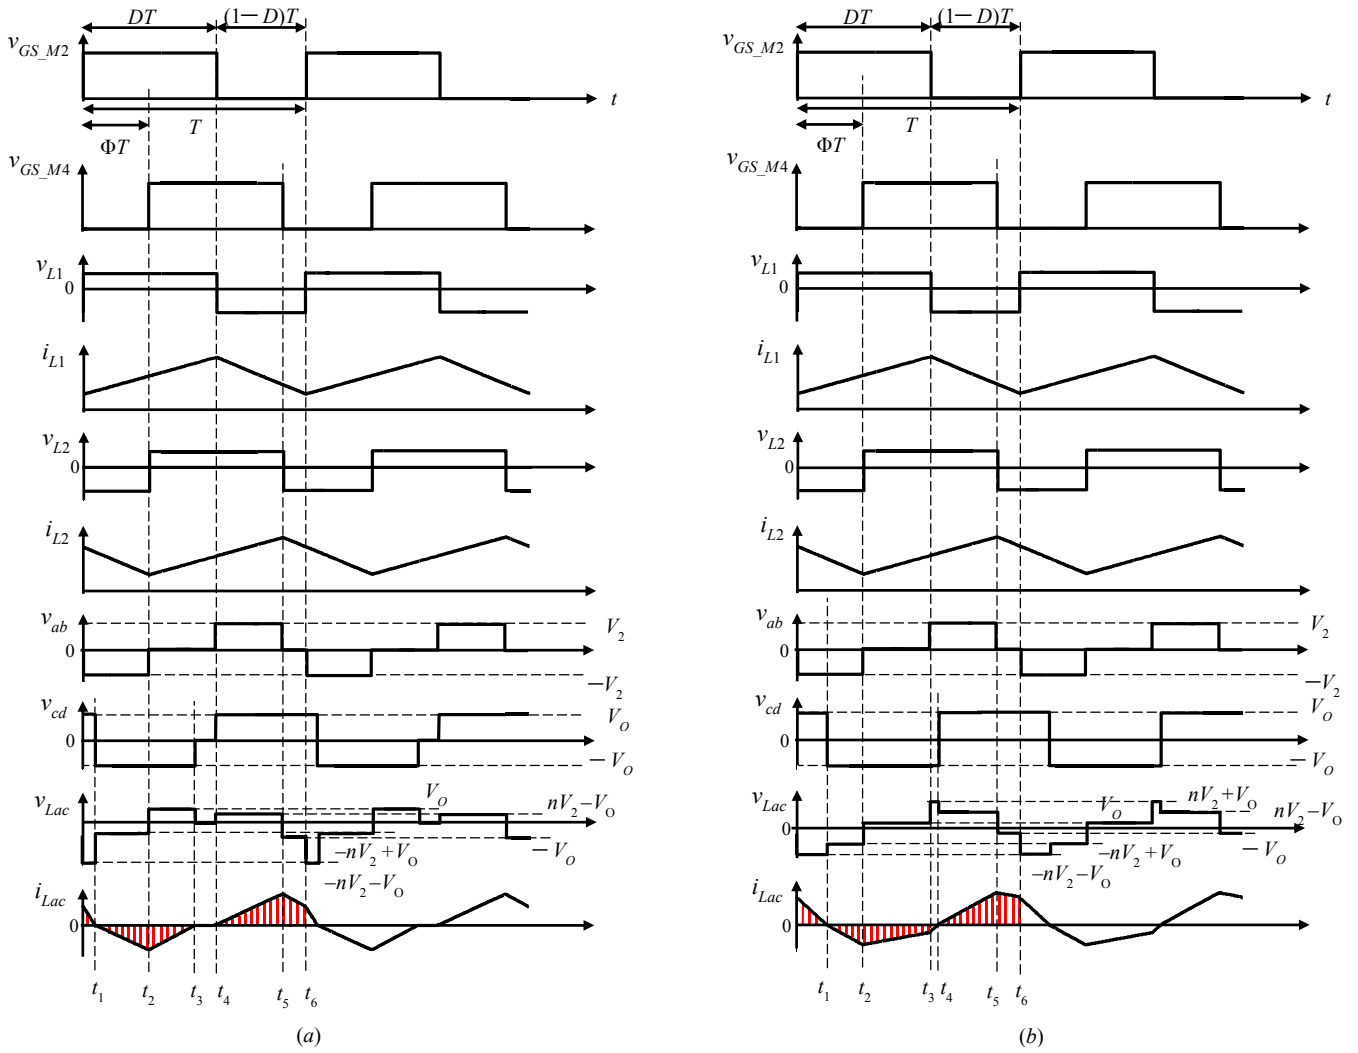 DT (1−D)T
v_GS_M2
t
T
ΦT
v_GS_M4
v_L1
0
i_L1
v_L2
0
i_L2
v_ab
V_2
0
−V_2
v_cd
V_O
0
−V_O
v_Lac
V_O
nV_2−V_O
−V_O
−nV_2+V_O
−nV_2−V_O
i_Lac
0
t_1 t_2 t_3 t_4 t_5 t_6
(a)
DT (1−D)T
v_GS_M2
t
T
ΦT
v_GS_M4
v_L1
0
i_L1
v_L2
0
i_L2
v_ab
V_2
0
−V_2
v_cd
V_O
0
−V_O
v_Lac
V_O
nV_2+V_O
nV_2−V_O
0
−V_O
−nV_2+V_O
−nV_2−V_O
i_Lac
0
t_1 t_2 t_3 t_4 t_5 t_6
(b)